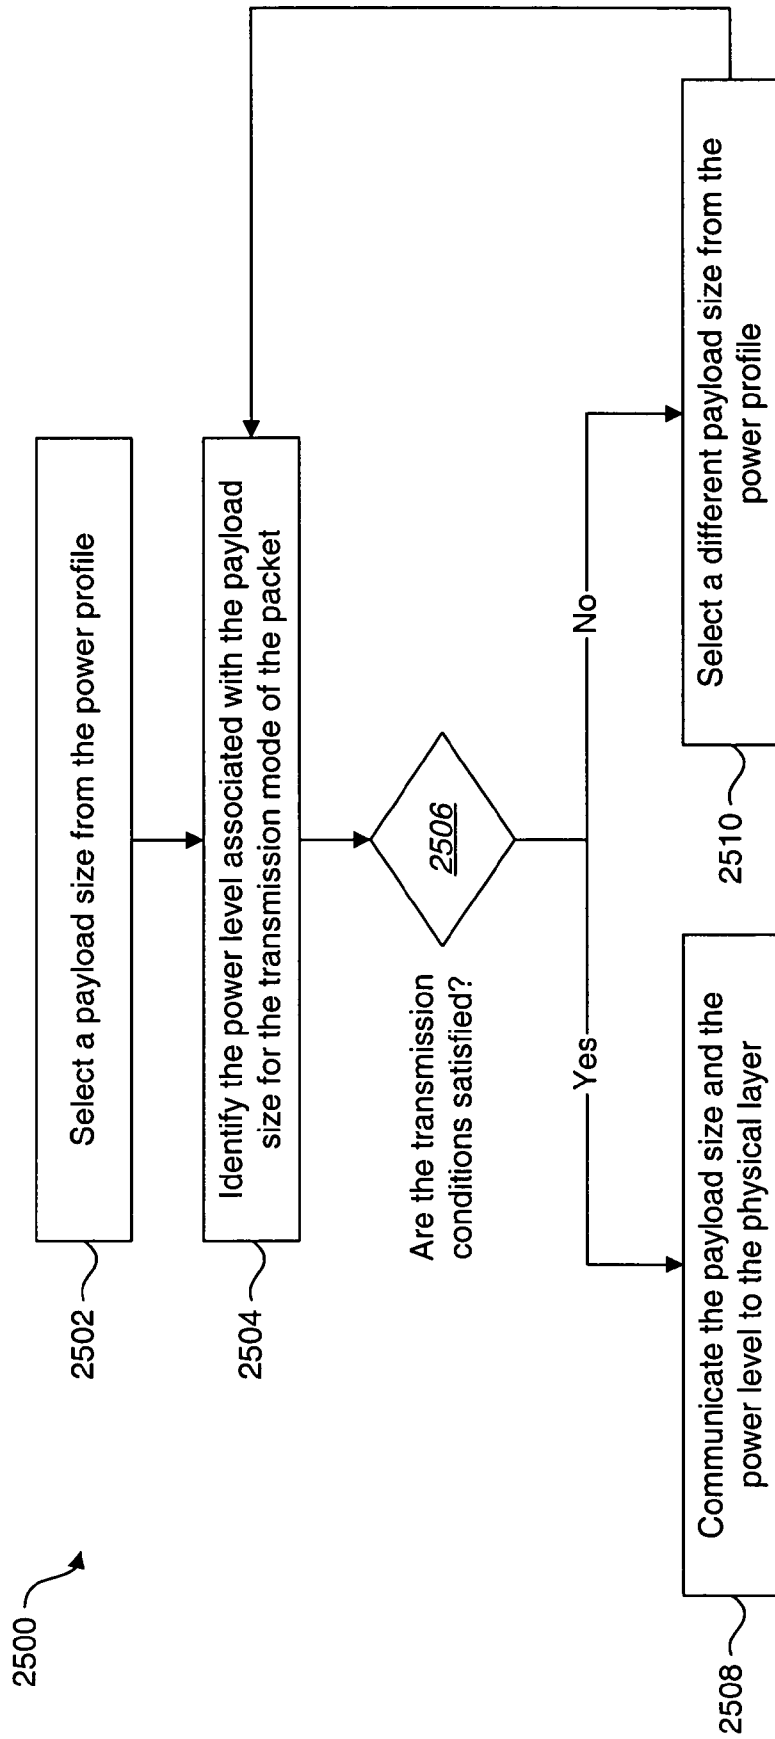 2500
2502
Select a payload size from the power profile
2504
Identify the power level associated with the payload
size for the transmission mode of the packet
Are the transmission
conditions satisfied?
2506
Yes
No
2508
Communicate the payload size and the
power level to the physical layer
2510
Select a different payload size from the
power profile